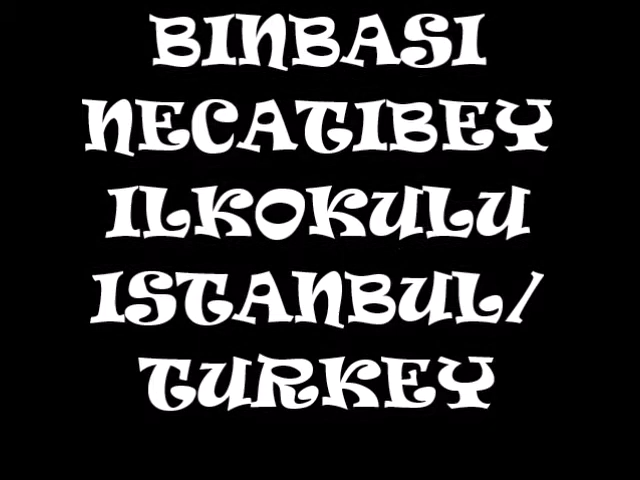 BINBASI
NECATIBEY
ILKOKULU
ISTANBUL/
TURKEY